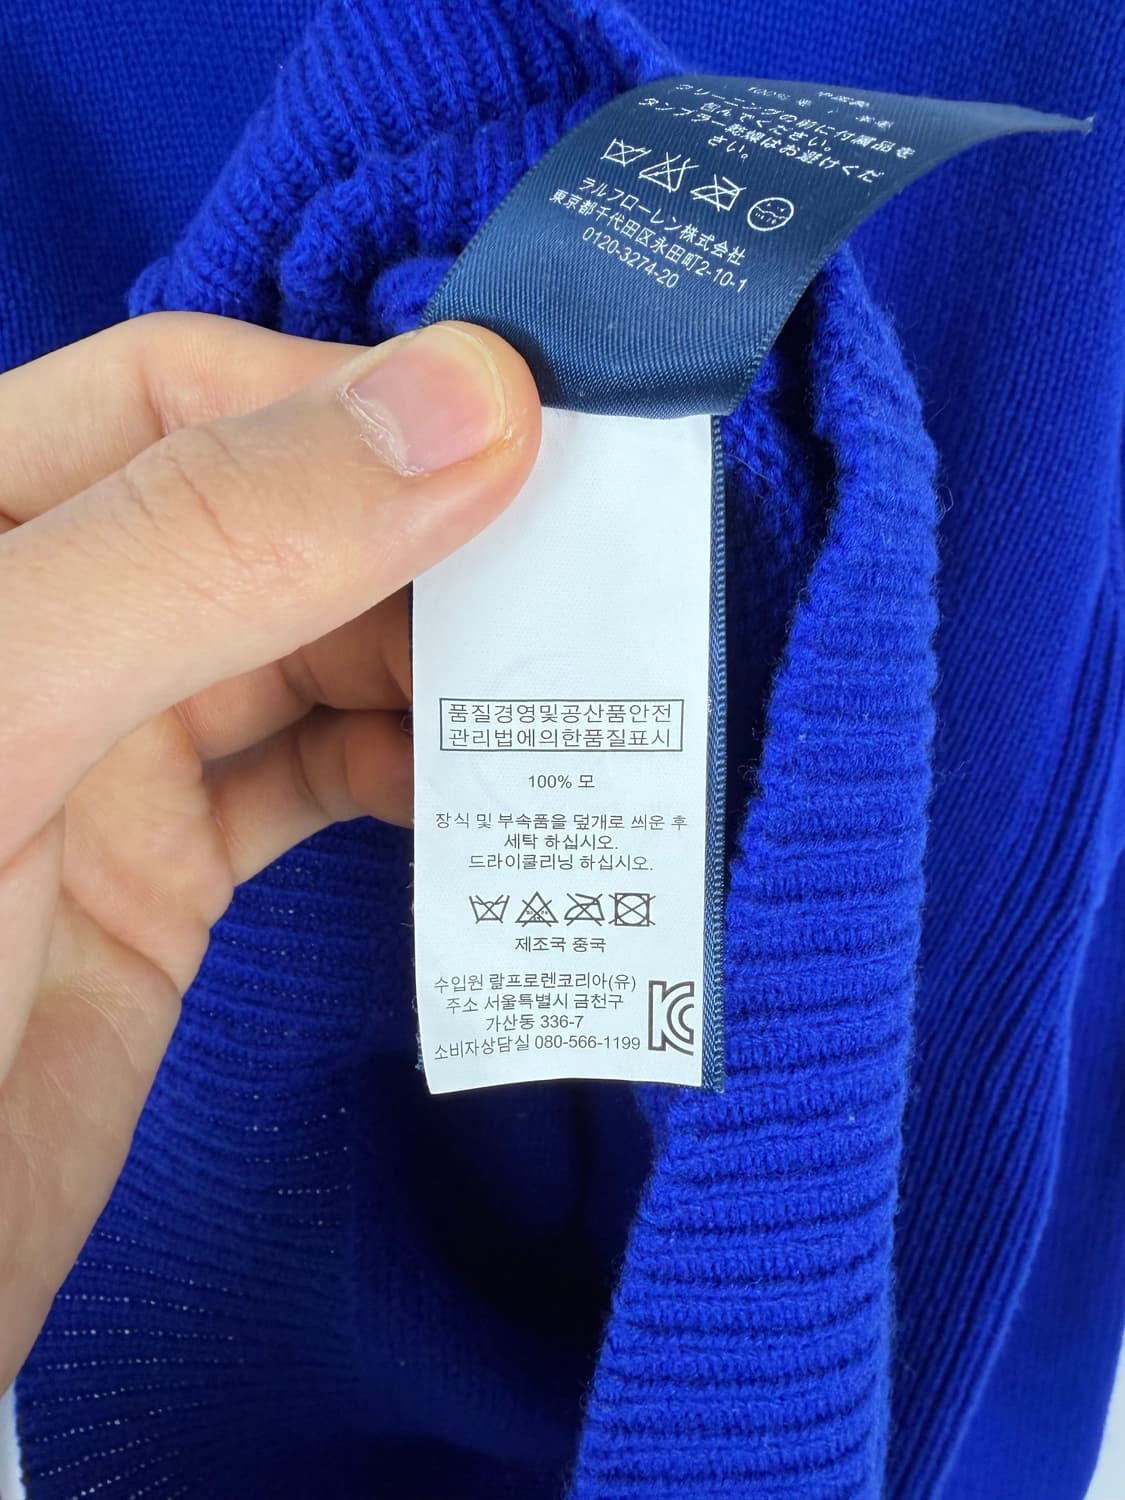 クリーニングの前に付属品を
包んでください。
タンブラー乾燥はお避けくだ
さい。
ラルフローレン株式会社
東京都千代田区永田町2-10-1
0120-3274-20
품질경영및공산품안전
관리법에의한품질표시
100% 모
장식 및 부속품을 덮개로 씌운 후
세탁 하십시오.
드라이클리닝 하십시오.
제조국 중국
수입원 랄프로렌코리아(유)
주소 서울특별시 금천구
가산동 336-7
소비자상담실 080-566-1199